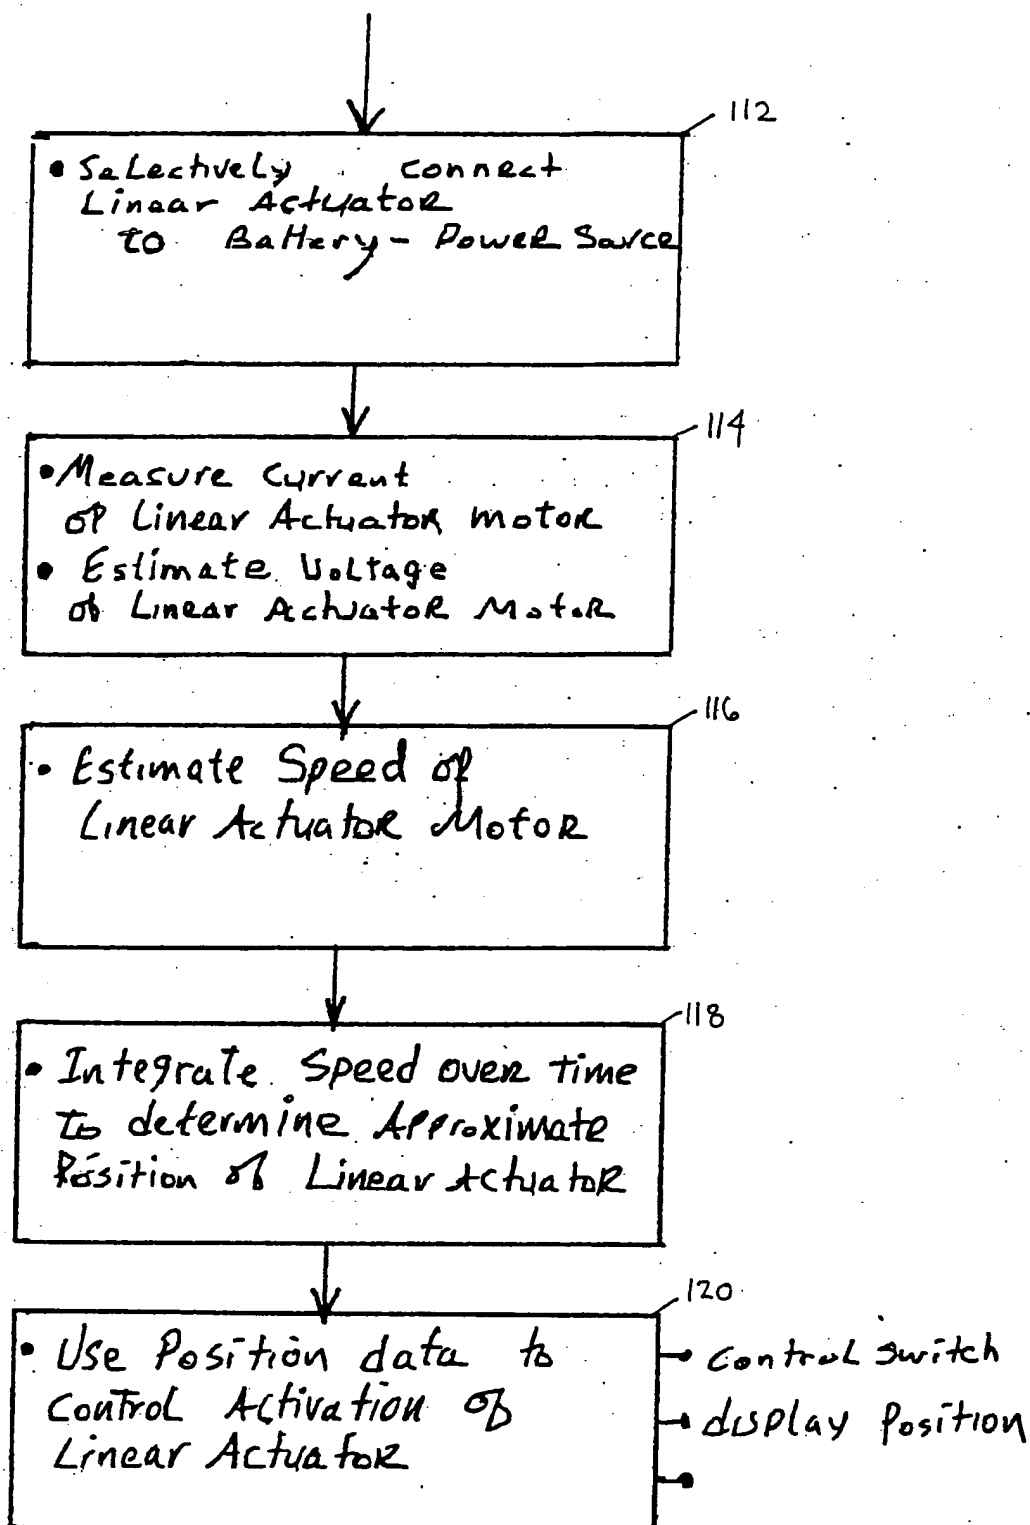 112
• Selectively connect
Linear Actuator
to Battery - Power Source
114
• Measure Current
of Linear Actuator motor
• Estimate Voltage
of Linear Actuator Motor
116
• Estimate Speed of
Linear Actuator Motor
118
• Integrate Speed over time
to determine Approximate
Position of Linear Actuator
120
• Use Position data to
Control Activation of
Linear Actuator
control switch
display Position